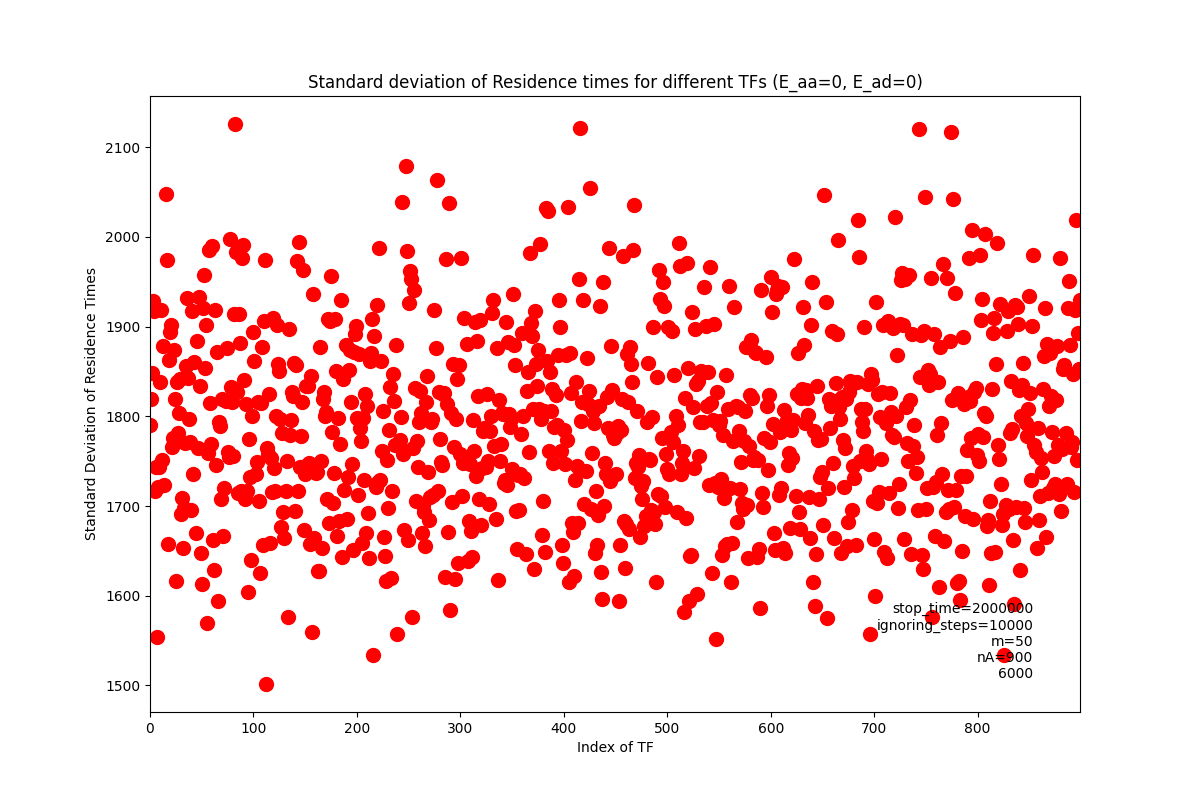 Standard deviation of Residence times for different TFs (E_aa=0, E_ad=0)
Standard Deviation of Residence Times
2100
2000
1900
1800
1700
1600
1500
stop_time=2000000
ignoring_steps=10000
m=50
nA=900
6000
0 100 200 300 400 500 600 700 800
Index of TF